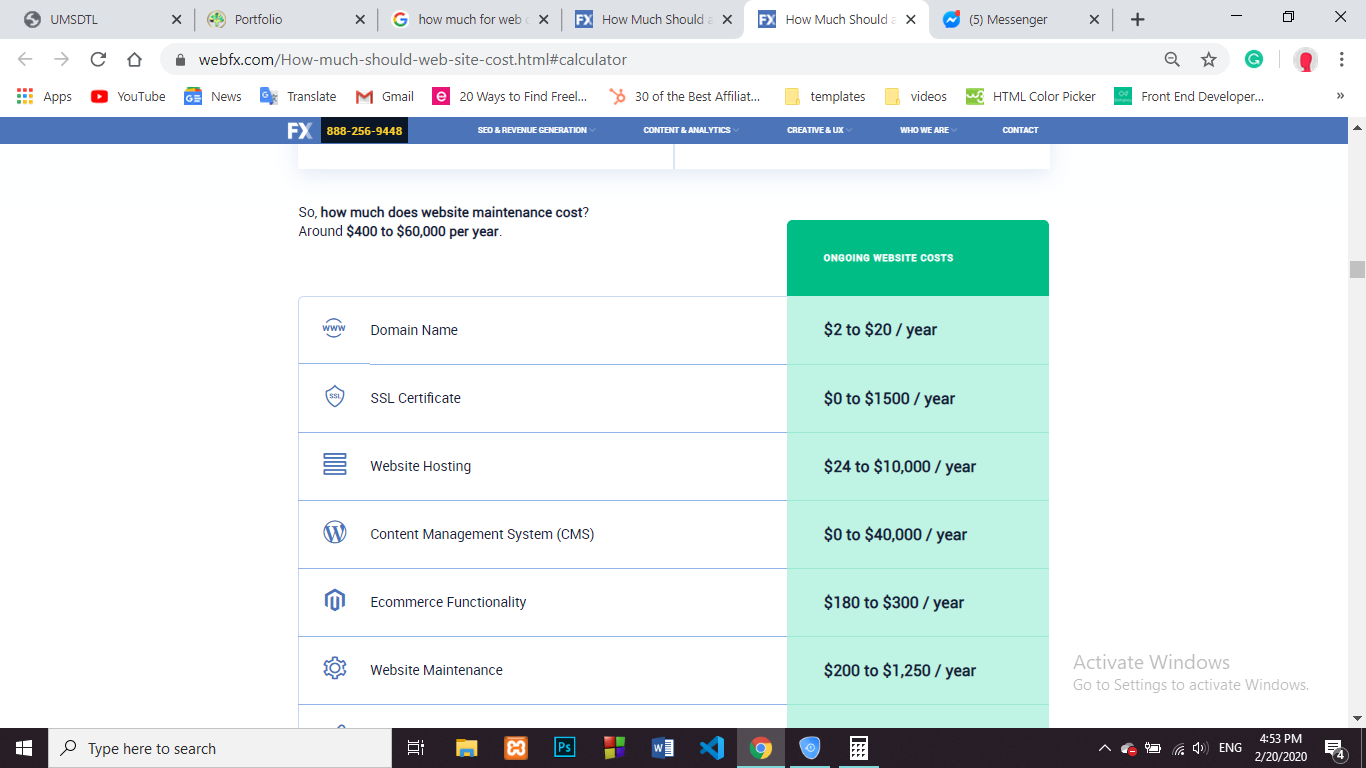 UMSDTL
Portfolio
how much for web
How Much Should
How Much Should
(5) Messenger
webfx.com/How-much-should-web-site-cost.html#calculator
Apps
YouTube
News
Translate
Gmail
20 Ways to Find Freel...
30 of the Best Affiliat...
templates
videos
HTML Color Picker
Front End Developer...
»
FX
888-256-9448
SEO & REVENUE GENERATION
CONTENT & ANALYTICS
CREATIVE & UX
WHO WE ARE
CONTACT
So, how much does website maintenance cost?
Around $400 to $60,000 per year.
ONGOING WEBSITE COSTS
www
Domain Name
$2 to $20 / year
SSL
SSL Certificate
$0 to $1500 / year
Website Hosting
$24 to $10,000 / year
Content Management System (CMS)
$0 to $40,000 / year
Ecommerce Functionality
$180 to $300 / year
Website Maintenance
$200 to $1,250 / year
Activate Windows
Go to Settings to activate Windows.
Type here to search
Ps
ENG
4:53 PM
2/20/2020
4